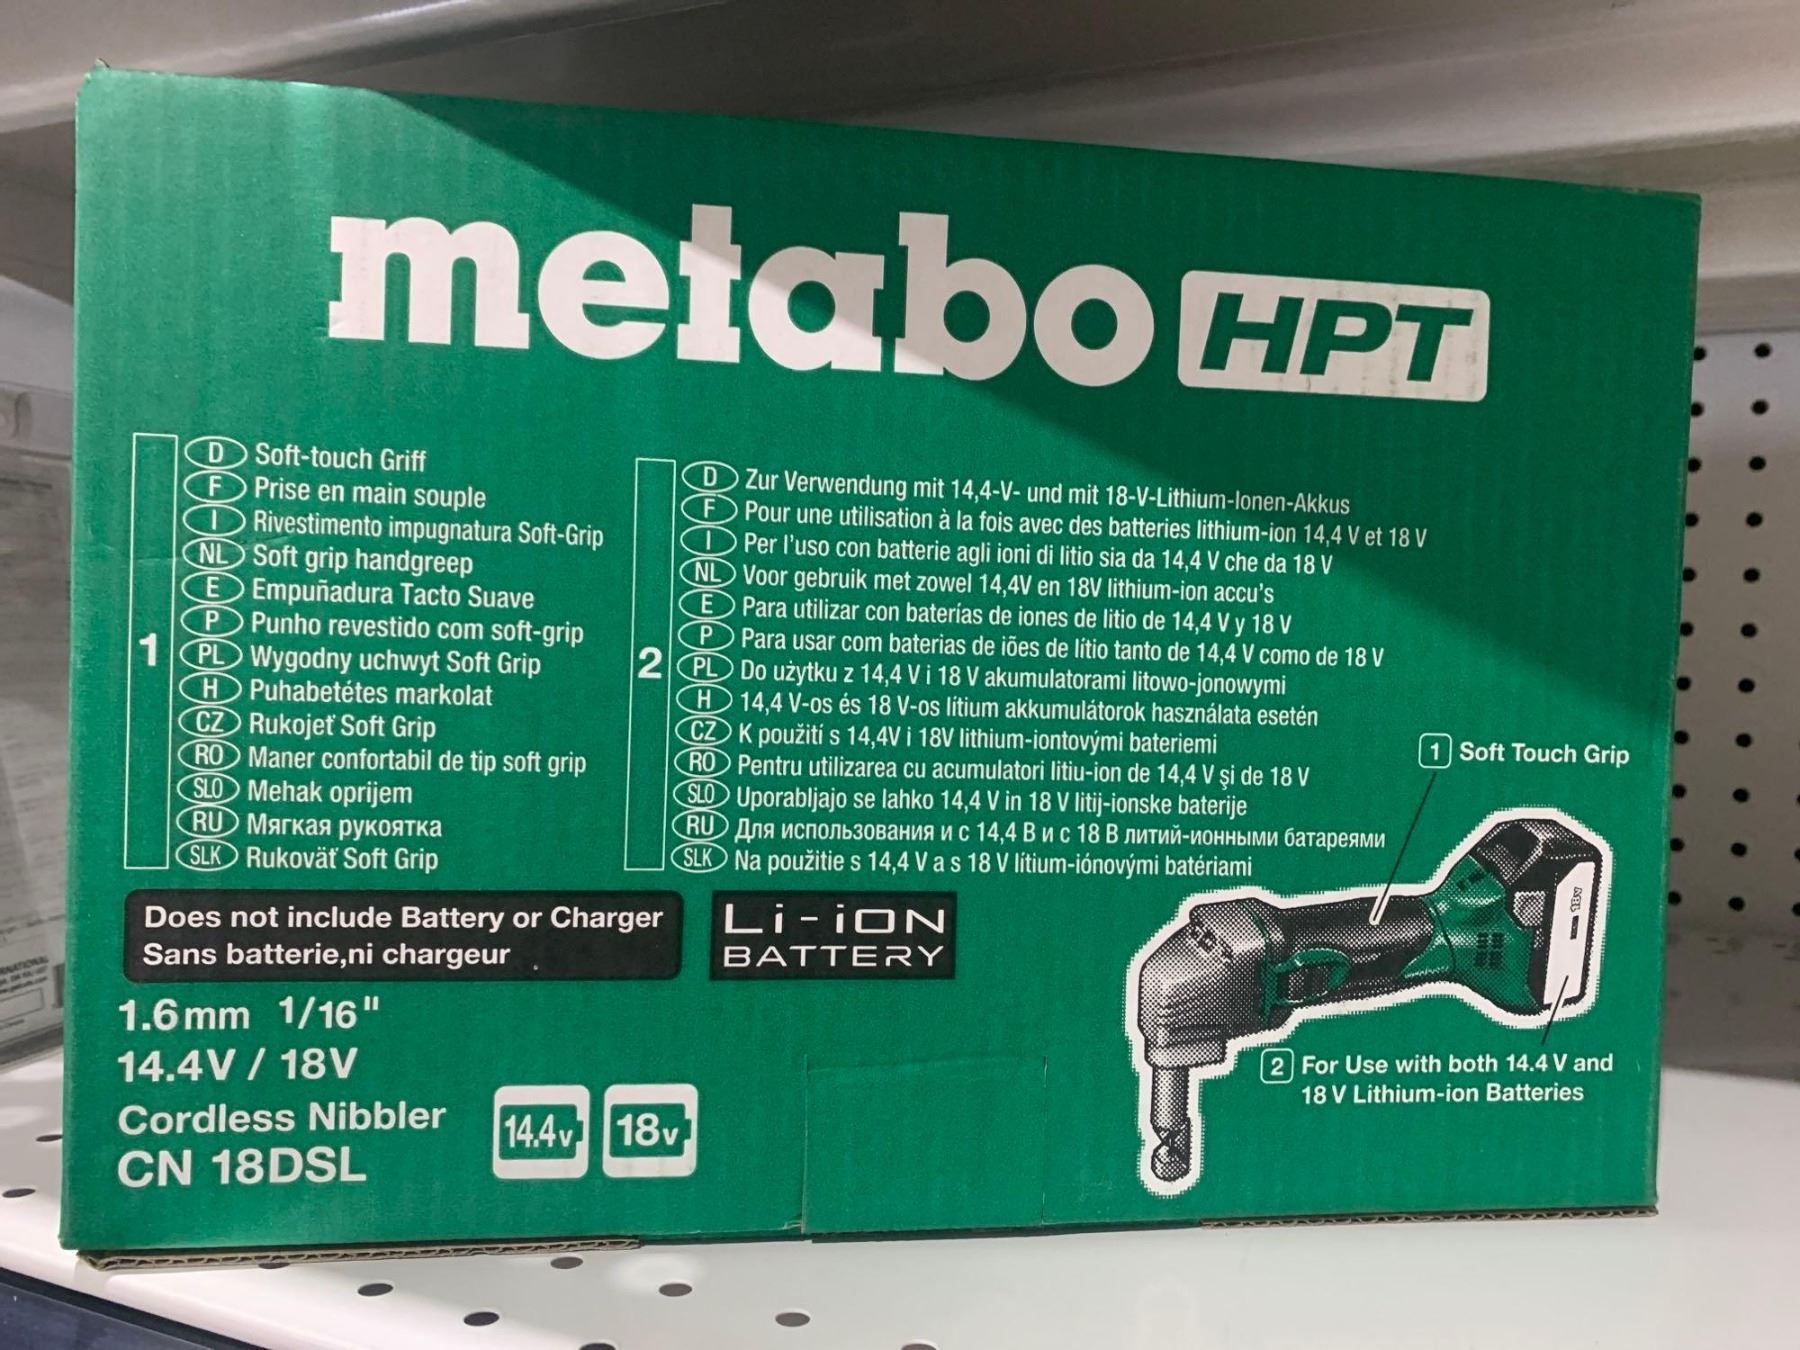 metabo HPT
1
D Soft-touch Griff
F Prise en main souple
I Rivestimento impugnatura Soft-Grip
NL Soft grip handgreep
E Empuñadura Tacto Suave
P Punho revestido com soft-grip
PL Wygodny uchwyt Soft Grip
H Puhabetétes markolat
CZ Rukojeť Soft Grip
RO Maner confortabil de tip soft grip
SLO Mehak oprijem
RU Мягкая рукоятка
SLK Rukoväť Soft Grip
2
D Zur Verwendung mit 14,4-V- und mit 18-V-Lithium-Ionen-Akkus
F Pour une utilisation à la fois avec des batteries lithium-ion 14,4 V et 18 V
I Per l'uso con batterie agli ioni di litio sia da 14,4 V che da 18 V
NL Voor gebruik met zowel 14,4V en 18V lithium-ion accu's
E Para utilizar con baterías de iones de litio de 14,4 V y 18 V
P Para usar com baterias de iões de lítio tanto de 14,4 V como de 18 V
PL Do użytku z 14,4 V i 18 V akumulatorami litowo-jonowymi
H 14,4 V-os és 18 V-os lítium akkumulátorok használata esetén
CZ K použití s 14,4V i 18V lithium-iontovými bateriemi
RO Pentru utilizarea cu acumulatori litiu-ion de 14,4 V şi de 18 V
SLO Uporabljajo se lahko 14,4 V in 18 V litij-ionske baterije
RU Для использования и с 14,4 В и с 18 В литий-ионными батареями
SLK Na použitie s 14,4 V a s 18 V lítium-iónovými batériami
1 Soft Touch Grip
18V
2 For Use with both 14.4 V and
18 V Lithium-ion Batteries
Does not include Battery or Charger
Sans batterie,ni chargeur
Li-ion
BATTERY
1.6mm 1/16"
14.4V / 18V
Cordless Nibbler
CN 18DSL
14.4v
18v